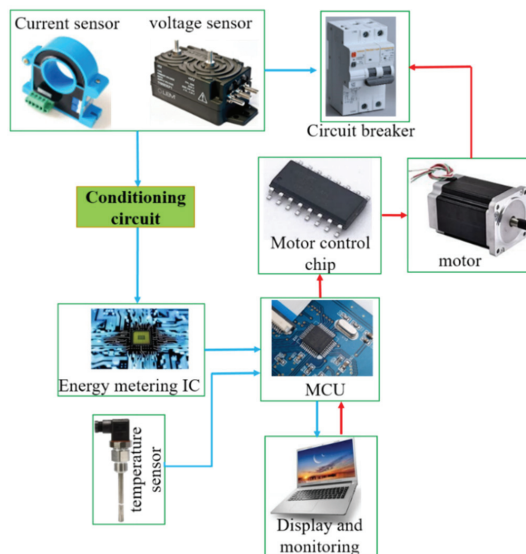 Current sensor
voltage sensor
Circuit breaker
Conditioning
circuit
Motor control
chip
motor
Energy metering IC
MCU
temperature
sensor
Display and
monitoring